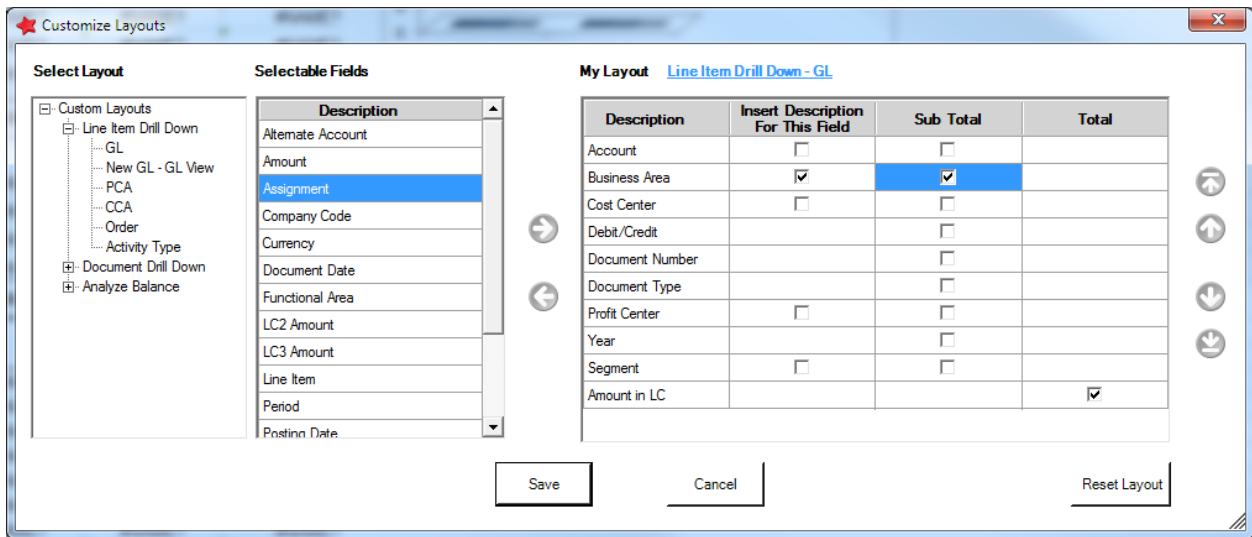 Customize Layouts
Select Layout
Selectable Fields
My Layout Line Item Drill Down - GL
Custom Layouts
Line Item Drill Down
GL
New GL - GL View
PCA
CCA
Order
Activity Type
Document Drill Down
Analyze Balance
Description
Alternate Account
Amount
Assignment
Company Code
Currency
Document Date
Functional Area
LC2 Amount
LC3 Amount
Line Item
Period
Posting Date
Description
Insert Description
For This Field
Sub Total
Total
Account
Business Area
Cost Center
Debit/Credit
Document Number
Document Type
Profit Center
Year
Segment
Amount in LC
Save
Cancel
Reset Layout